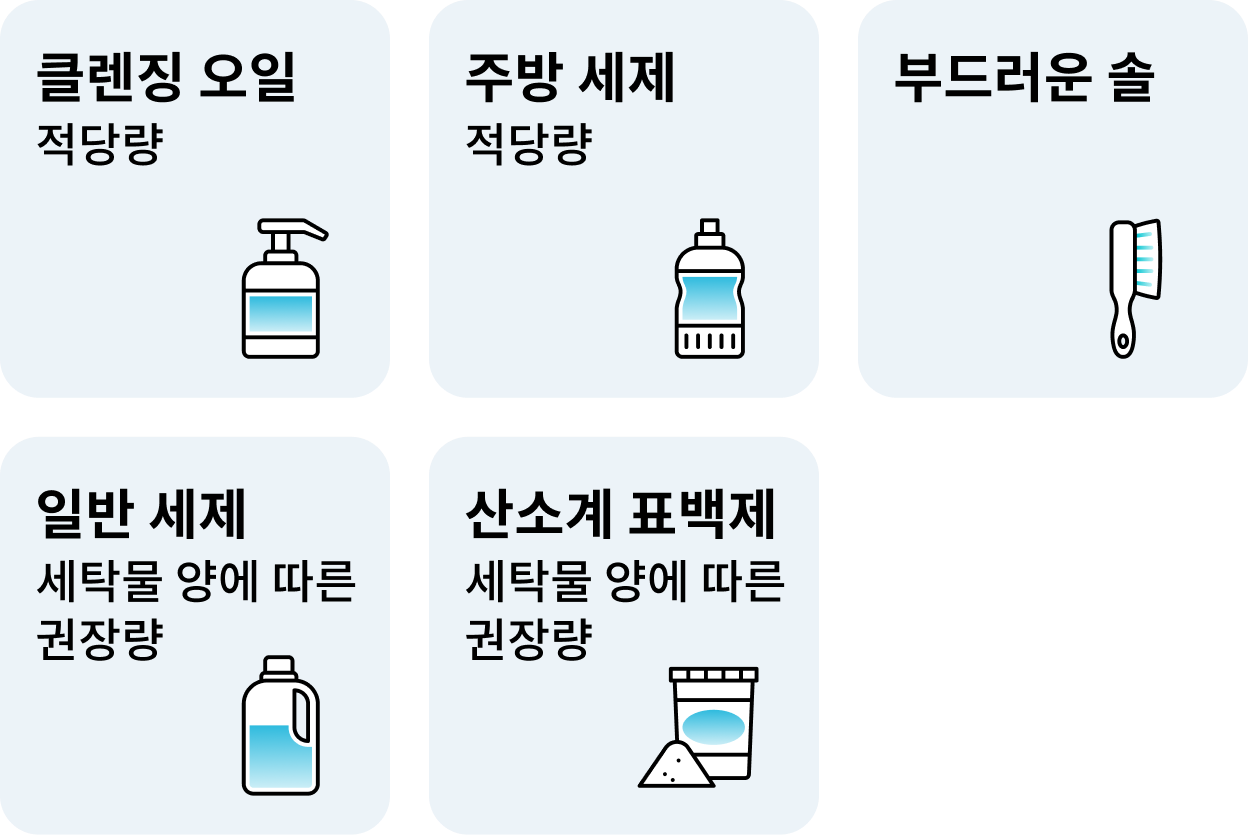 클렌징 오일
적당량
주방 세제
적당량
부드러운 솔
일반 세제
세탁물 양에 따른
권장량
산소계 표백제
세탁물 양에 따른
권장량